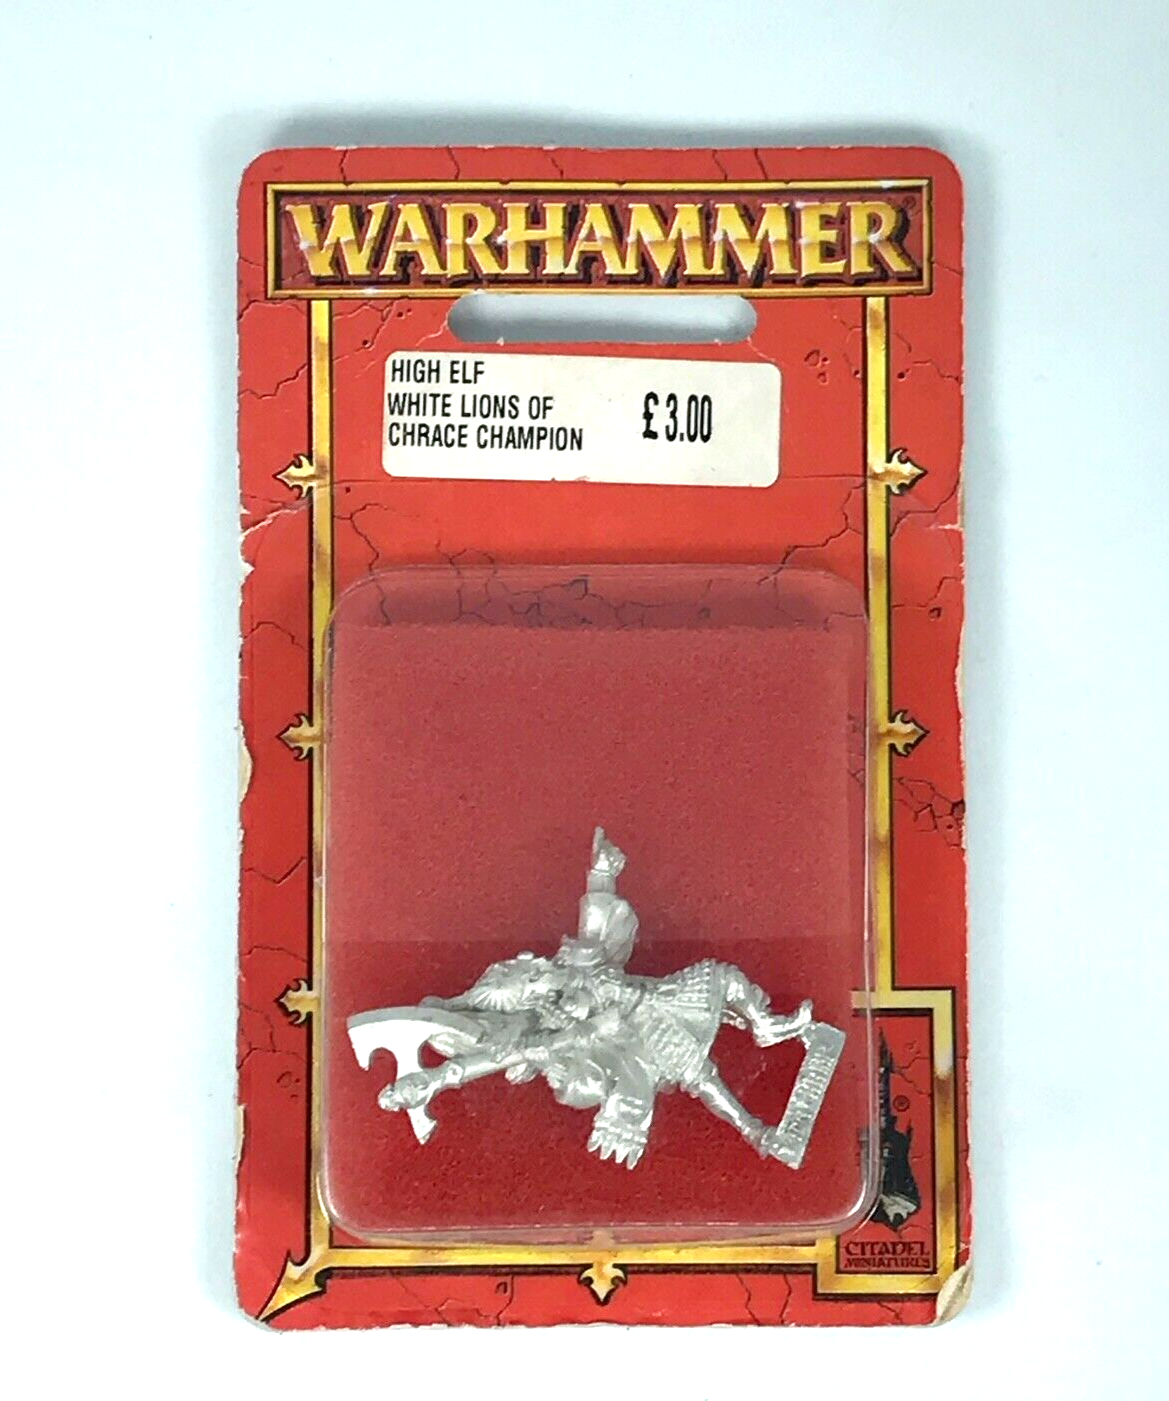 WARHAMMER®
HIGH ELF
WHITE LIONS OF
CHRACE CHAMPION
£3.00
®
CITADEL
MINIATURES